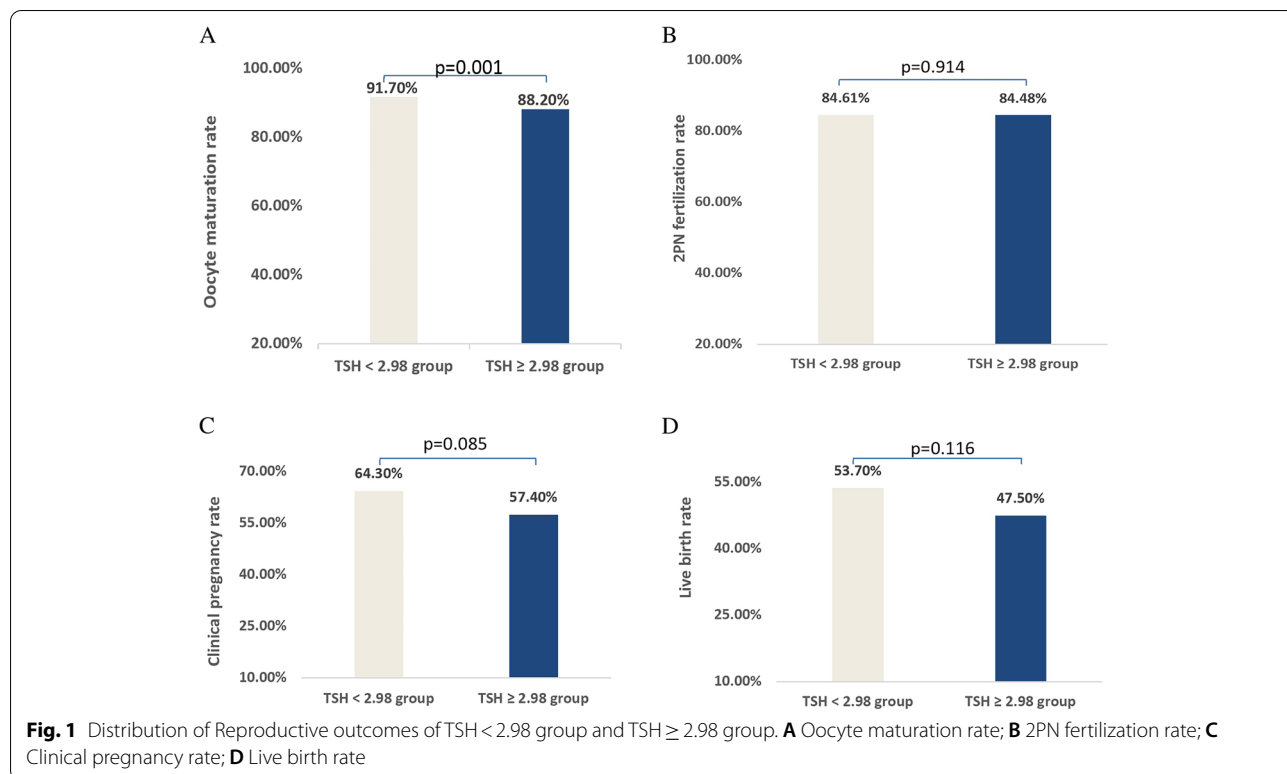 A
Oocyte maturation rate
100.00%
80.00%
60.00%
40.00%
20.00%
p=0.001
91.70%
88.20%
TSH < 2.98 group
TSH ≥ 2.98 group
B
2PN fertilization rate
100.00%
80.00%
60.00%
40.00%
20.00%
p=0.914
84.61%
84.48%
TSH < 2.98 group
TSH ≥ 2.98 group
C
Clinical pregnancy rate
70.00%
55.00%
40.00%
25.00%
10.00%
p=0.085
64.30%
57.40%
TSH < 2.98 group
TSH ≥ 2.98 group
D
Live birth rate
55.00%
40.00%
25.00%
10.00%
p=0.116
53.70%
47.50%
TSH < 2.98 group
TSH ≥ 2.98 group
Fig. 1 Distribution of Reproductive outcomes of TSH < 2.98 group and TSH ≥ 2.98 group. A Oocyte maturation rate; B 2PN fertilization rate; C
Clinical pregnancy rate; D Live birth rate